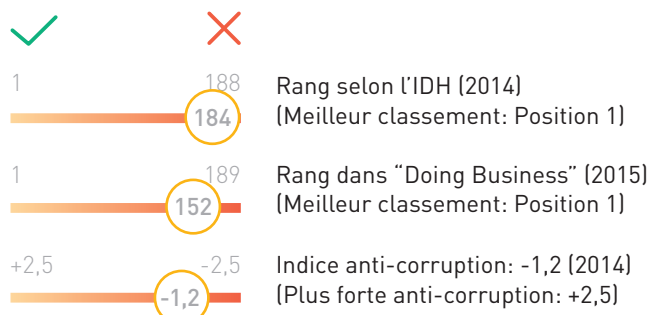 1 188
184
Rang selon l’IDH (2014)
(Meilleur classement: Position 1)
1 189
152
Rang dans “Doing Business” (2015)
(Meilleur classement: Position 1)
+2,5 -2,5
-1,2
Indice anti-corruption: -1,2 (2014)
(Plus forte anti-corruption: +2,5)